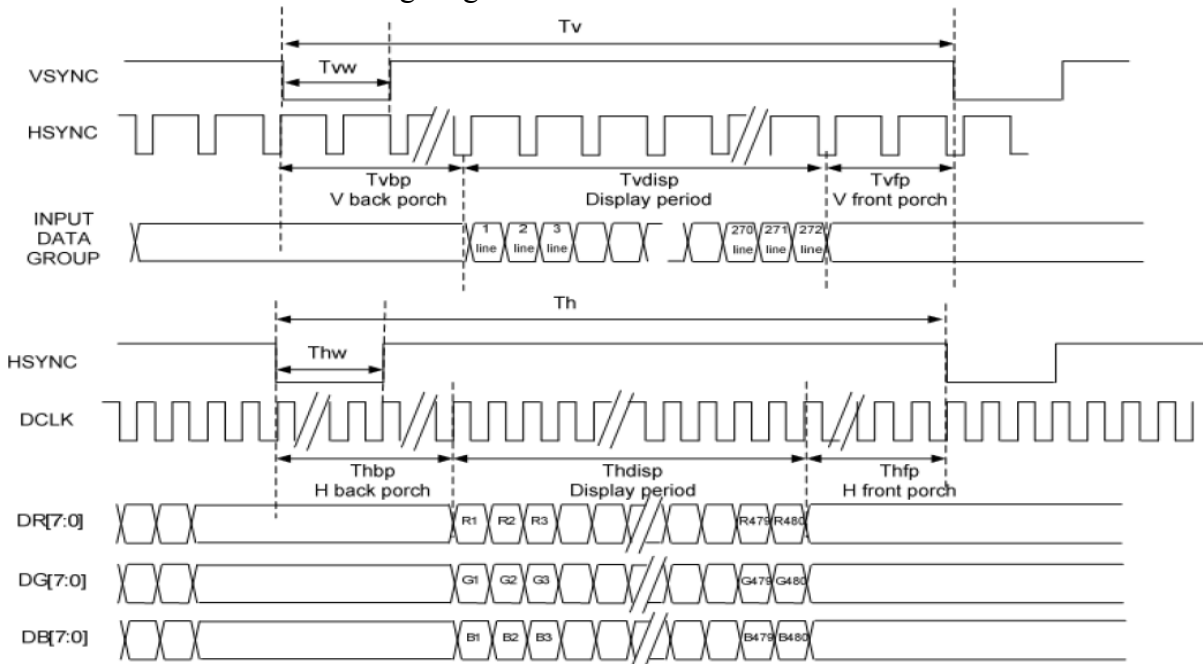 Tv
VSYNC
Tvw
HSYNC
Tvbp
V back porch
Tvdisp
Display period
Tvfp
V front porch
INPUT
DATA
GROUP
1 line
2 line
3 line
270 line
271 line
272 line
Th
HSYNC
Thw
DCLK
Thbp
H back porch
Thdisp
Display period
Thfp
H front porch
DR[7:0]
R1 R2 R3 R479 R480
DG[7:0]
G1 G2 G3 G479 G480
DB[7:0]
B1 B2 B3 B479 B480